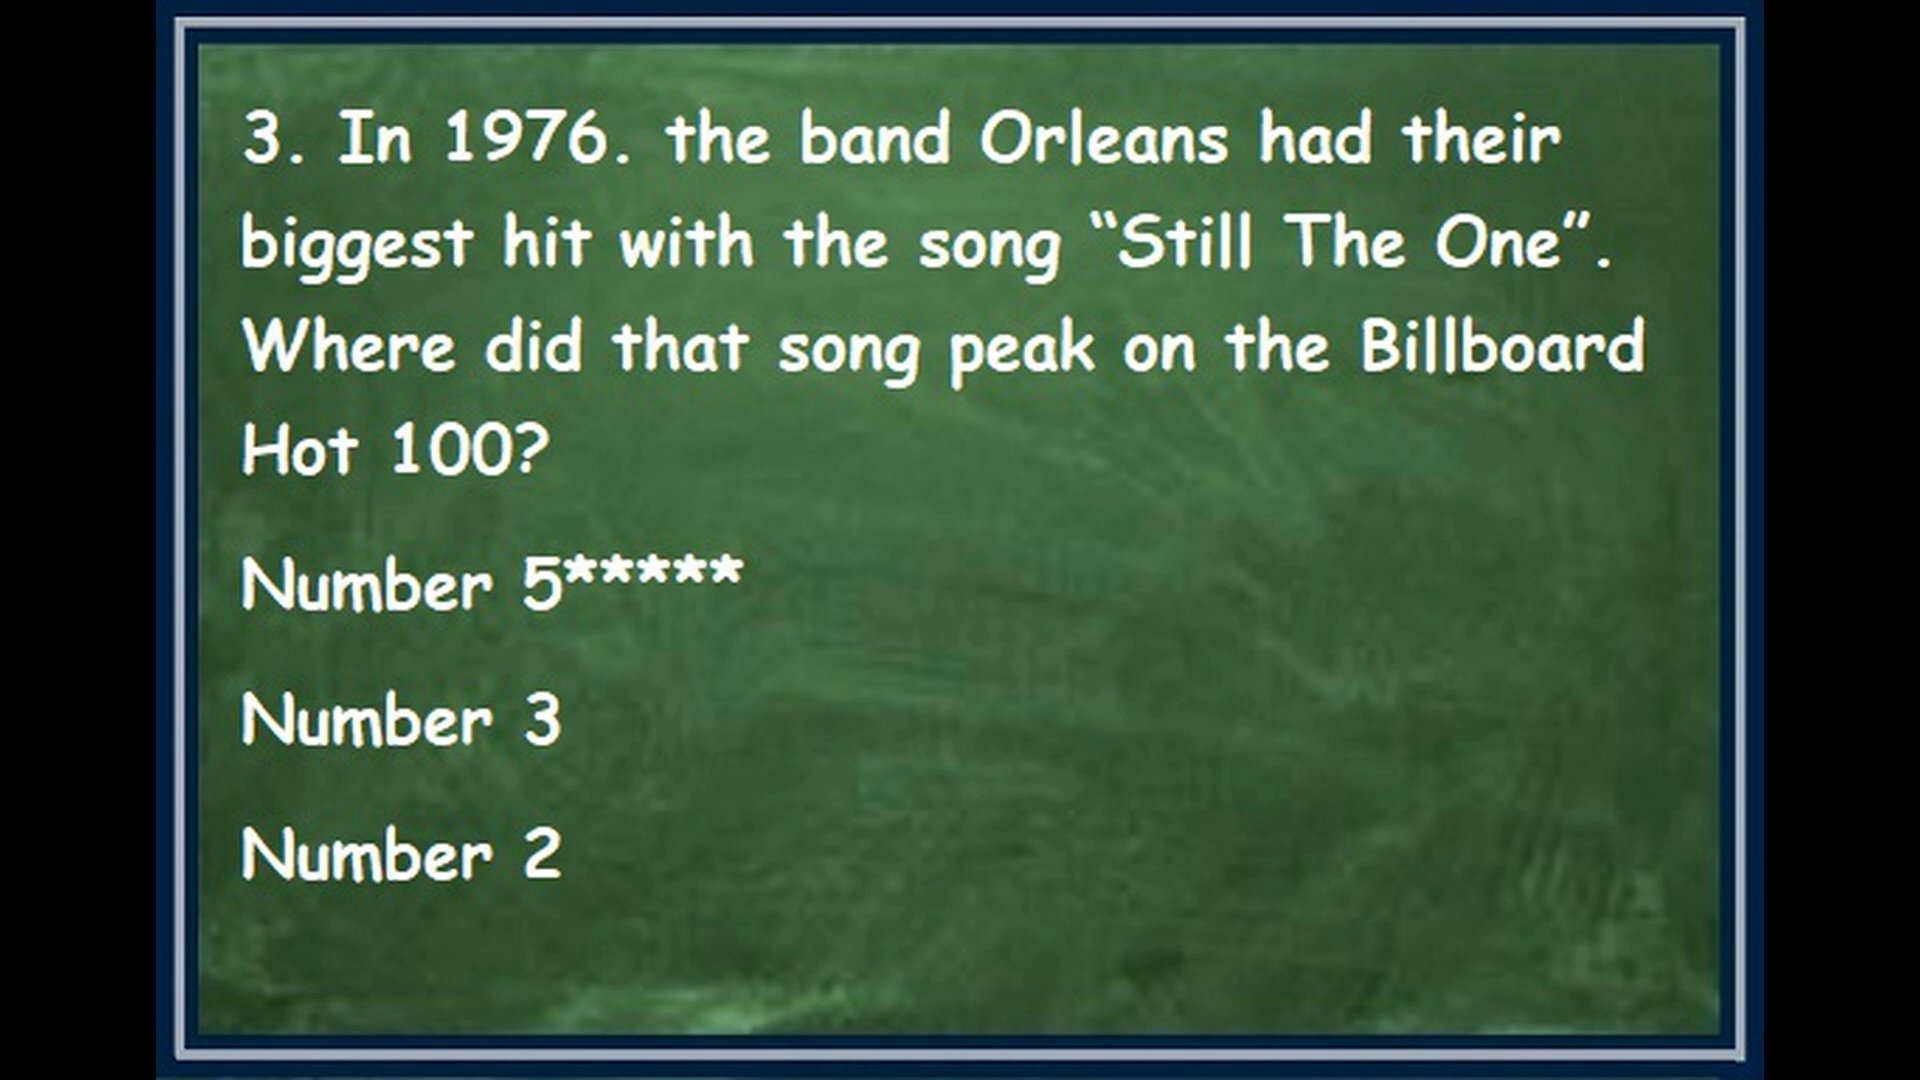 3. In 1976. the band Orleans had their
biggest hit with the song “Still The One”.
Where did that song peak on the Billboard
Hot 100?
Number 5*****
Number 3
Number 2